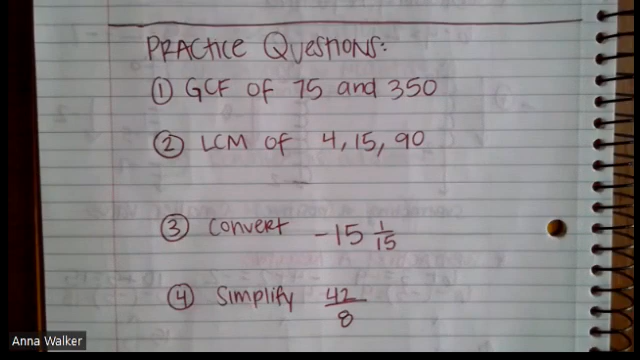 PRACTICE QUESTIONS:
① GCF OF 75 and 350
② LCM OF 4, 15, 90
③ Convert -15 1/15
④ Simplify 42/8
Anna Walker